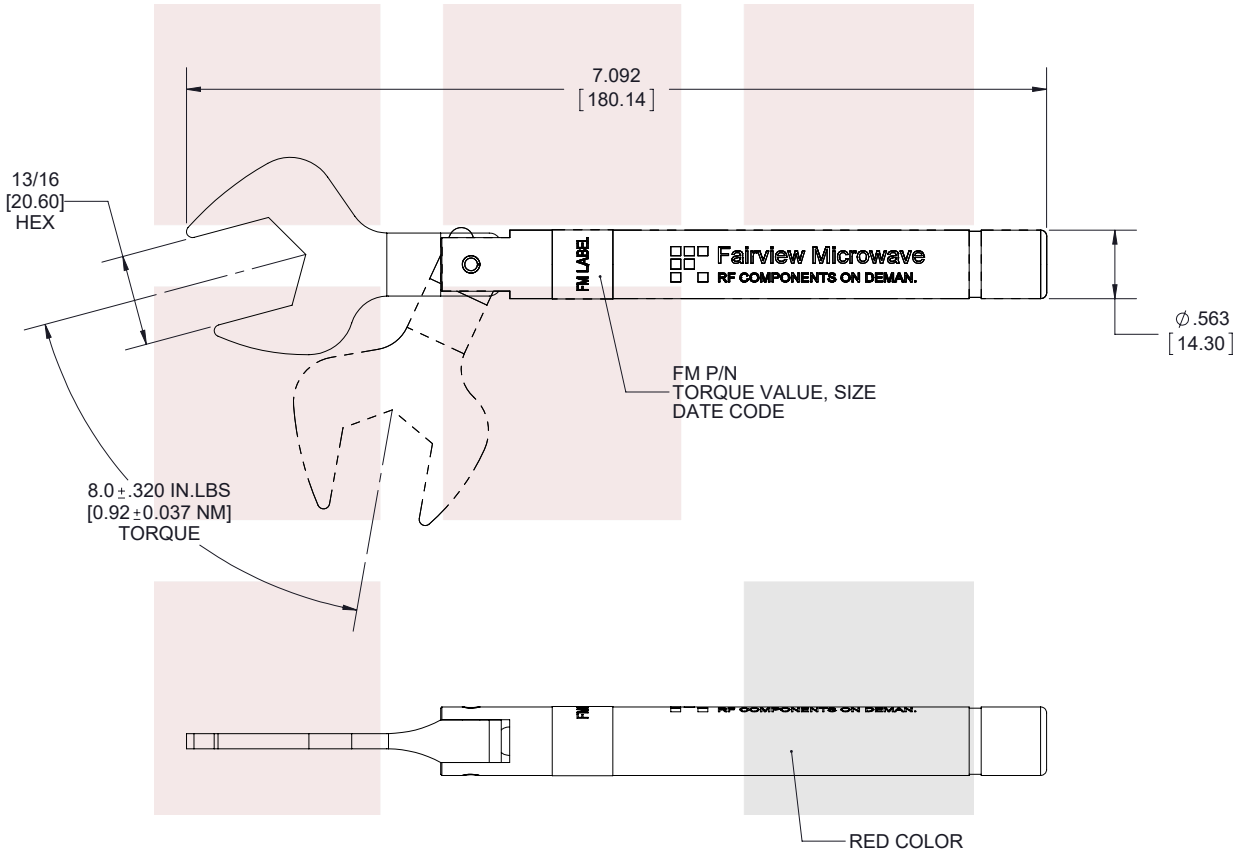 7.092
[180.14]
13/16
[20.60]
HEX
FM LABEL
Fairview Microwave
RF COMPONENTS ON DEMAN.
Ø.563
[14.30]
FM P/N
TORQUE VALUE, SIZE
DATE CODE
8.0±.320 IN.LBS
[0.92±0.037 NM]
TORQUE
FM
RF COMPONENTS ON DEMAN.
RED COLOR